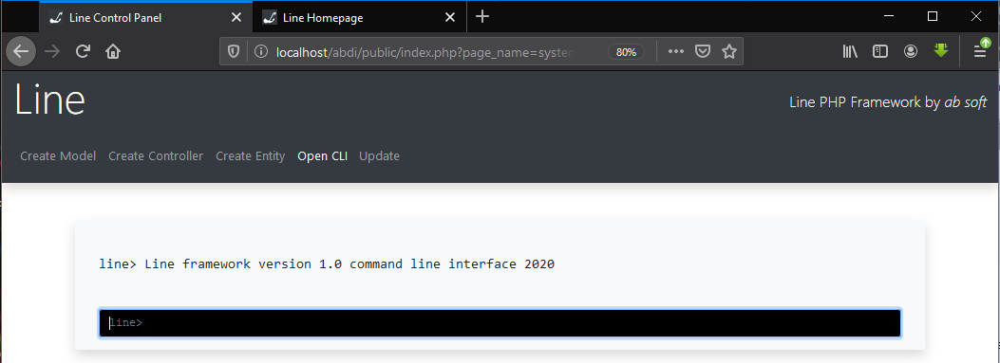 Line Control Panel
Line Homepage
localhost/abdi/public/index.php?page_name=system
80%
Line
Line PHP Framework by ab soft
Create Model Create Controller Create Entity Open CLI Update
line> Line framework version 1.0 command line interface 2020
line>